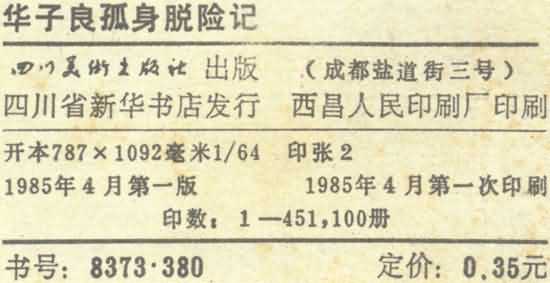 华子良孤身脱险记
四川美术出版社 出版 （成都盐道街三号）
四川省新华书店发行 西昌人民印刷厂印刷
开本787×1092毫米1/64 印张2
1985年4月第一版 1985年4月第一次印刷
印数：1—451,100册
书号：8373·380 定价：0.35元